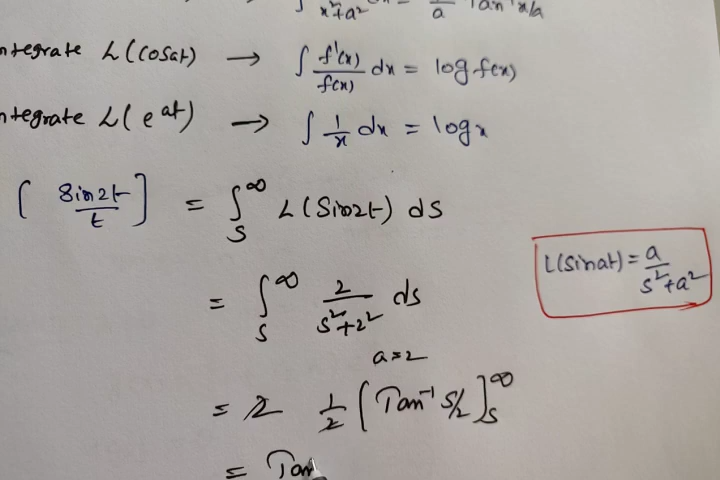 ∫ 1/(x²+a²) dx = 1/a Tan⁻¹ x/a
ntegrate L(cosat) → ∫ f'(x)/f(x) dx = log f(x)
ntegrate L(e^at) → ∫ 1/x dx = log x
[ Sin2t/t ] = ∫_S^∞ L(Sin2t) ds
L(sinat) = a/(s²+a²)
= ∫_S^∞ 2/(s²+2²) ds
a=2
= 2 1/2 [Tan⁻¹ s/2]_S^∞
= Tan